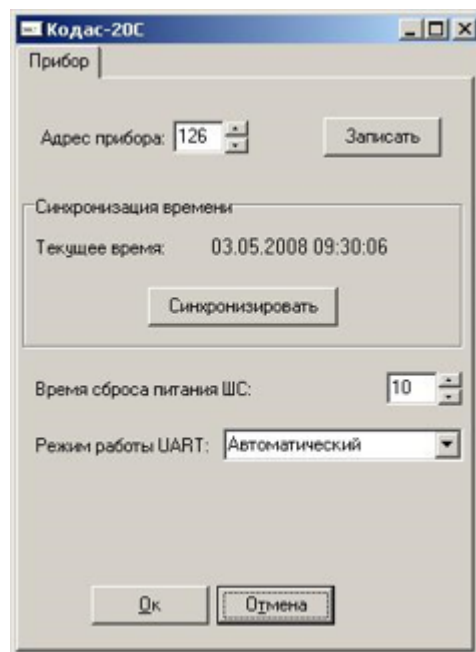 Кодас-20С
Прибор
Адрес прибора: 126 Записать
Синхронизация времени
Текущее время: 03.05.2008 09:30:06
Синхронизировать
Время сброса питания ШС: 10
Режим работы UART: Автоматический
Ок Отмена